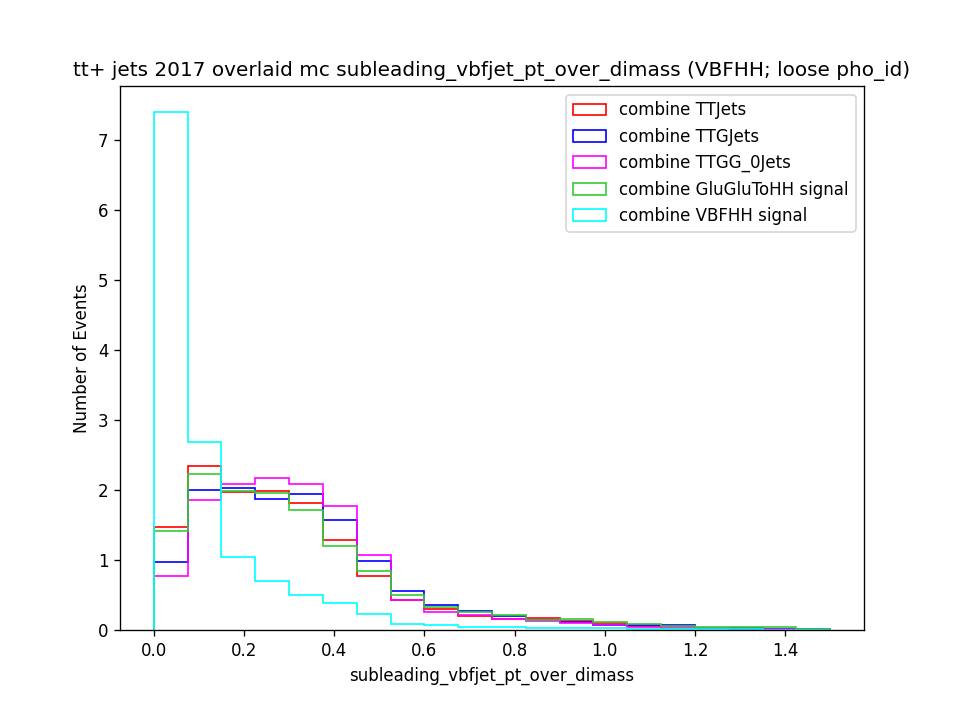 tt+ jets 2017 overlaid mc subleading_vbfjet_pt_over_dimass (VBFHH; loose pho_id)
combine TTJets
combine TTGJets
combine TTGG_0Jets
combine GluGluToHH signal
combine VBFHH signal
Number of Events
7
6
5
4
3
2
1
0
0.0 0.2 0.4 0.6 0.8 1.0 1.2 1.4
subleading_vbfjet_pt_over_dimass